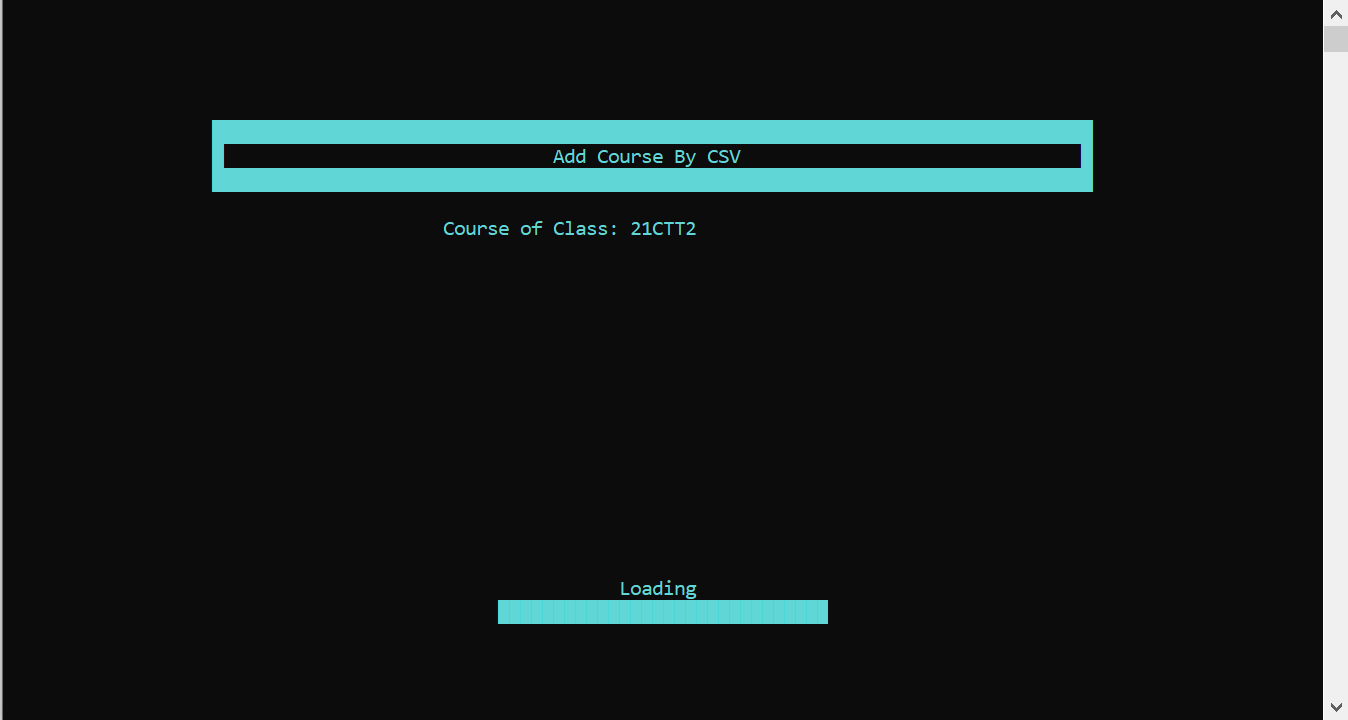 Add Course By CSV
Course of Class: 21CTT2
Loading